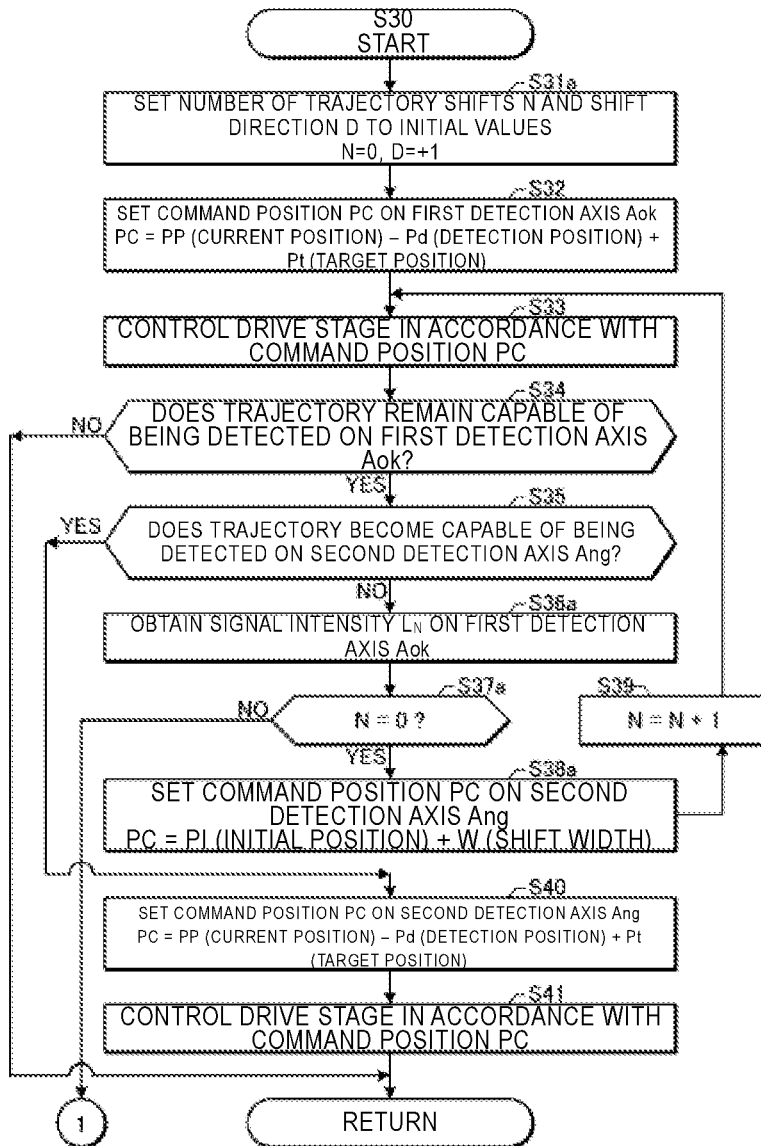 S30
START
S31a
SET NUMBER OF TRAJECTORY SHIFTS N AND SHIFT
DIRECTION D TO INITIAL VALUES
N=0, D=+1
S32
SET COMMAND POSITION PC ON FIRST DETECTION AXIS Aok
PC = PP (CURRENT POSITION) – Pd (DETECTION POSITION) +
Pt (TARGET POSITION)
S33
CONTROL DRIVE STAGE IN ACCORDANCE WITH
COMMAND POSITION PC
S34
NO
DOES TRAJECTORY REMAIN CAPABLE OF
BEING DETECTED ON FIRST DETECTION AXIS
Aok?
YES
S35
YES
DOES TRAJECTORY BECOME CAPABLE OF BEING
DETECTED ON SECOND DETECTION AXIS Ang?
NO
S36a
OBTAIN SIGNAL INTENSITY LN ON FIRST DETECTION
AXIS Aok
S37a
S39
NO
N = 0 ?
N = N + 1
YES
S38a
SET COMMAND POSITION PC ON SECOND
DETECTION AXIS Ang
PC = PI (INITIAL POSITION) + W (SHIFT WIDTH)
S40
SET COMMAND POSITION PC ON SECOND DETECTION AXIS Ang
PC = PP (CURRENT POSITION) – Pd (DETECTION POSITION) + Pt
(TARGET POSITION)
S41
CONTROL DRIVE STAGE IN ACCORDANCE WITH
COMMAND POSITION PC
1
RETURN